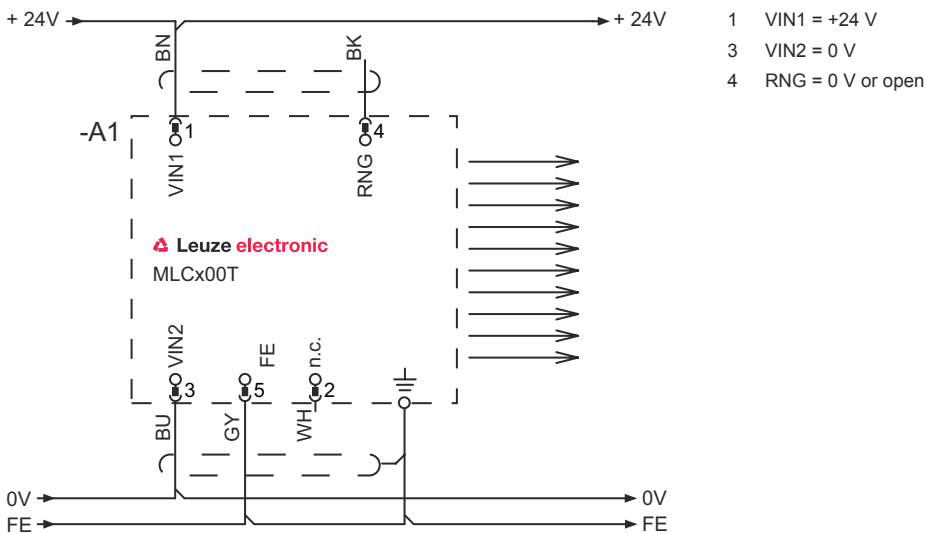 + 24V
+ 24V
1 VIN1 = +24 V
3 VIN2 = 0 V
4 RNG = 0 V or open
BN
BK
-A1
1
4
VIN1
RNG
Leuze electronic
MLCx00T
VIN2
FE
n.c.
3
5
2
BU
GY
WH
0V
0V
FE
FE